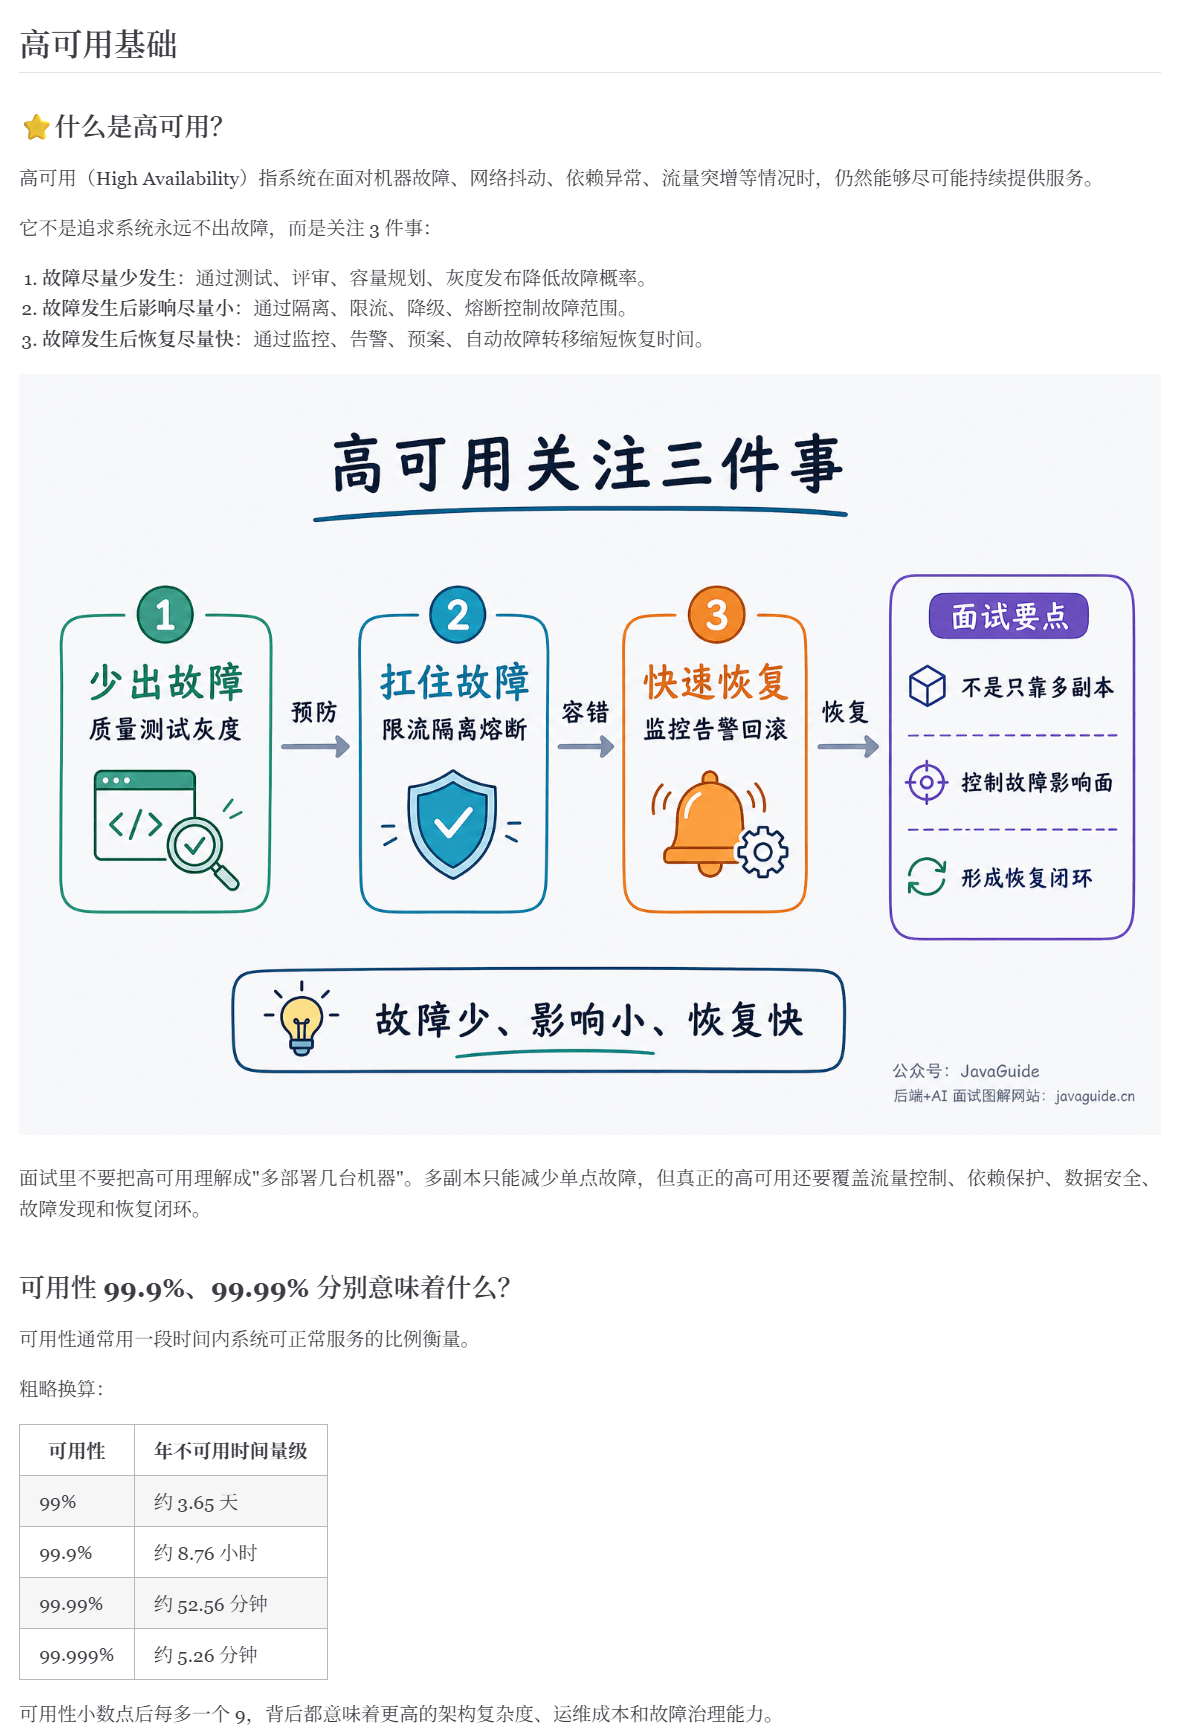 高可用基础
⭐什么是高可用？
高可用（High Availability）指系统在面对机器故障、网络抖动、依赖异常、流量突增等情况时，仍然能够尽可能持续提供服务。
它不是追求系统永远不出故障，而是关注 3 件事：
1. 故障尽量少发生：通过测试、评审、容量规划、灰度发布降低故障概率。
2. 故障发生后影响尽量小：通过隔离、限流、降级、熔断控制故障范围。
3. 故障发生后恢复尽量快：通过监控、告警、预案、自动故障转移缩短恢复时间。
高可用关注三件事
1
少出故障
质量测试灰度
</>
预防
2
扛住故障
限流隔离熔断
容错
3
快速恢复
监控告警回滚
恢复
面试要点
不是只靠多副本
控制故障影响面
形成恢复闭环
故障少、影响小、恢复快
公众号：JavaGuide
后端+AI 面试图解网站：javaguide.cn
面试里不要把高可用理解成"多部署几台机器"。多副本只能减少单点故障，但真正的高可用还要覆盖流量控制、依赖保护、数据安全、
故障发现和恢复闭环。
可用性 99.9%、99.99% 分别意味着什么？
可用性通常用一段时间内系统可正常服务的比例衡量。
粗略换算：
可用性 年不可用时间量级
99% 约 3.65 天
99.9% 约 8.76 小时
99.99% 约 52.56 分钟
99.999% 约 5.26 分钟
可用性小数点后每多一个 9，背后都意味着更高的架构复杂度、运维成本和故障治理能力。